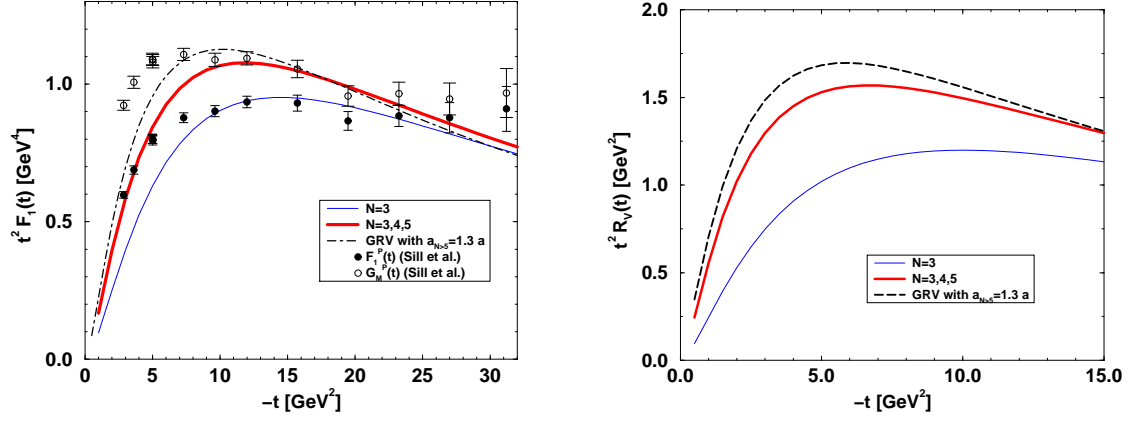 t² F₁(t) [GeV⁴]
1.0
0.5
0.0
0 5 10 15 20 25 30
−t [GeV²]
N=3
N=3,4,5
GRV with a_{N>5}=1.3 a
F₁^P(t) (Sill et al.)
G_M^P(t) (Sill et al.)
t² R_V(t) [GeV²]
2.0
1.5
1.0
0.5
0.0
0.0 5.0 10.0 15.0
−t [GeV²]
N=3
N=3,4,5
GRV with a_{N>5}=1.3 a